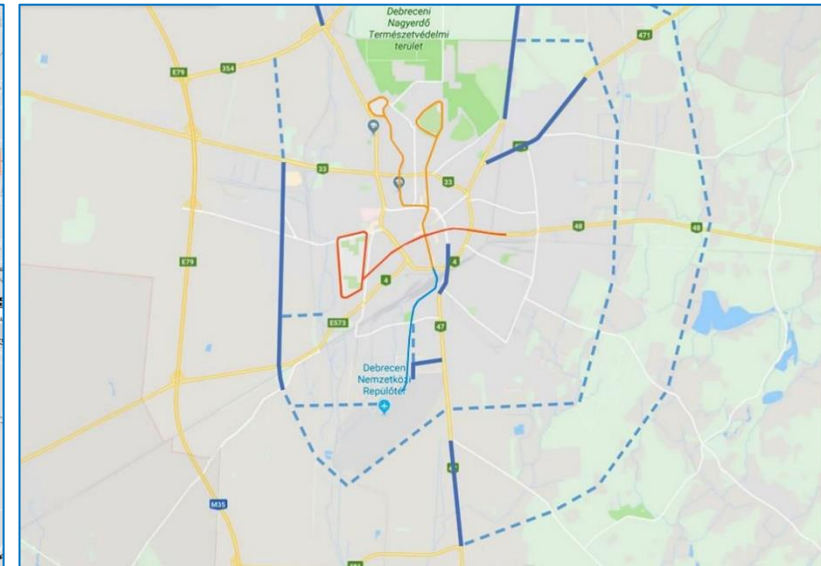 Debreceni
Nagyerdő
Természetvédelmi
terület
471
E79
354
33
33
48
48
E79
4
4
E573
47
Debreceni
Nemzetközi
Repülőtér
M35